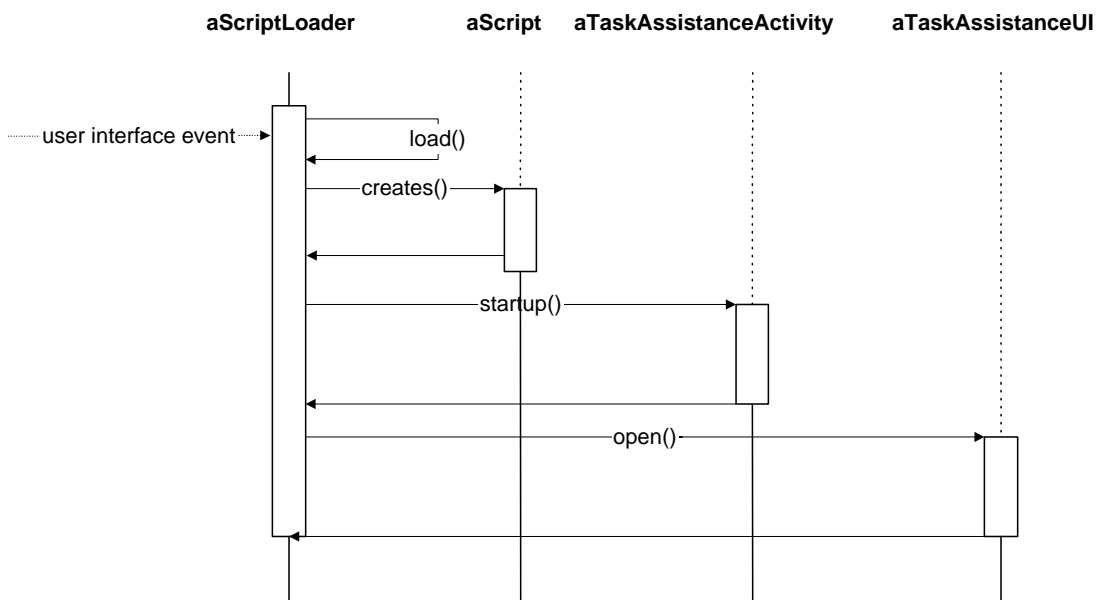 aScriptLoader
aScript
aTaskAssistanceActivity
aTaskAssistanceUI
user interface event
load()
creates()
startup()
open()